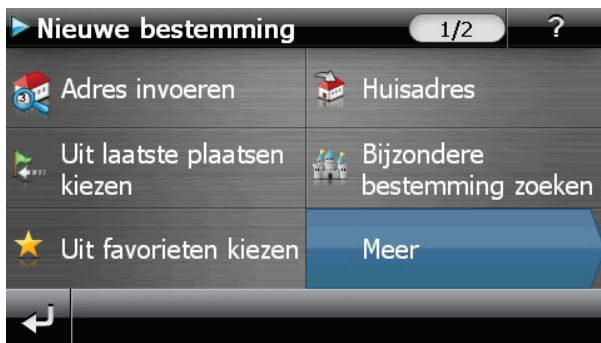 Nieuwe bestemming
1/2
?
Adres invoeren
Huisadres
Uit laatste plaatsen
kiezen
Bijzondere
bestemming zoeken
Uit favorieten kiezen
Meer